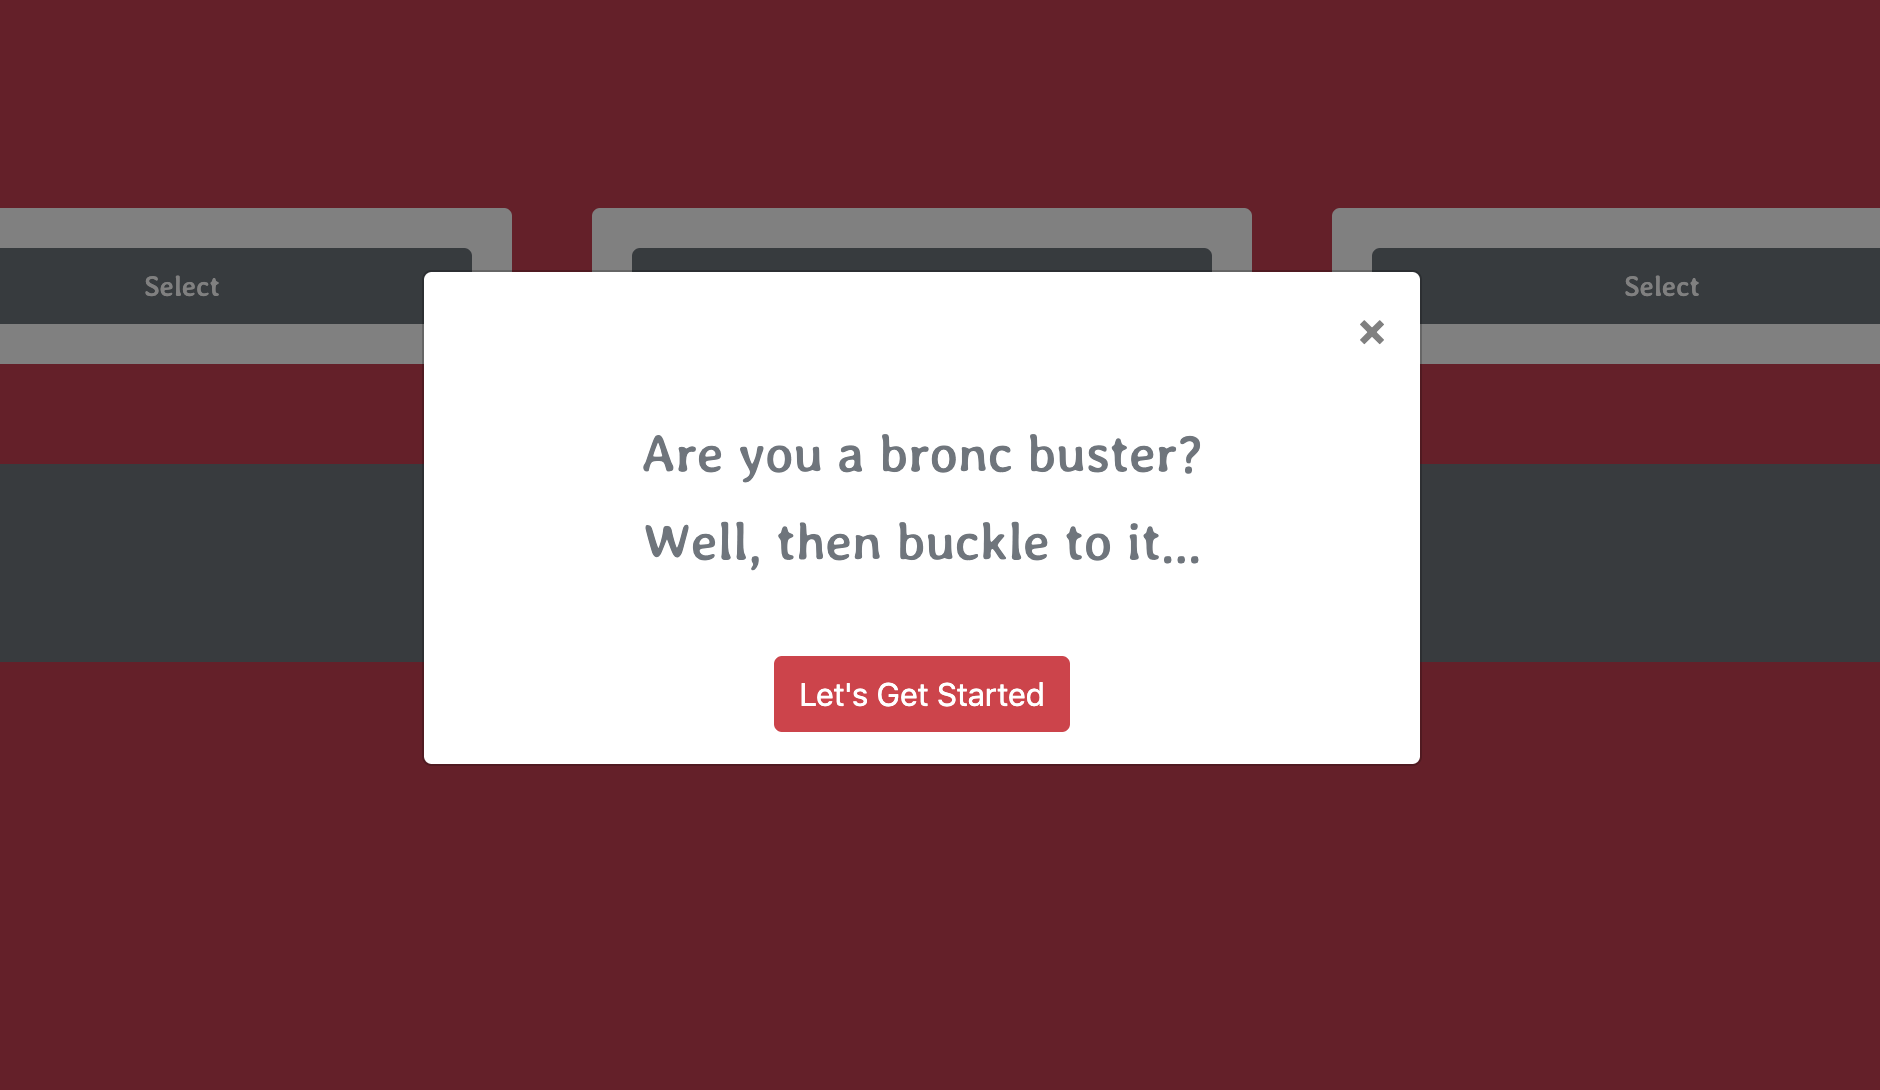 Select
Select
×
Are you a bronc buster?
Well, then buckle to it...
Let's Get Started